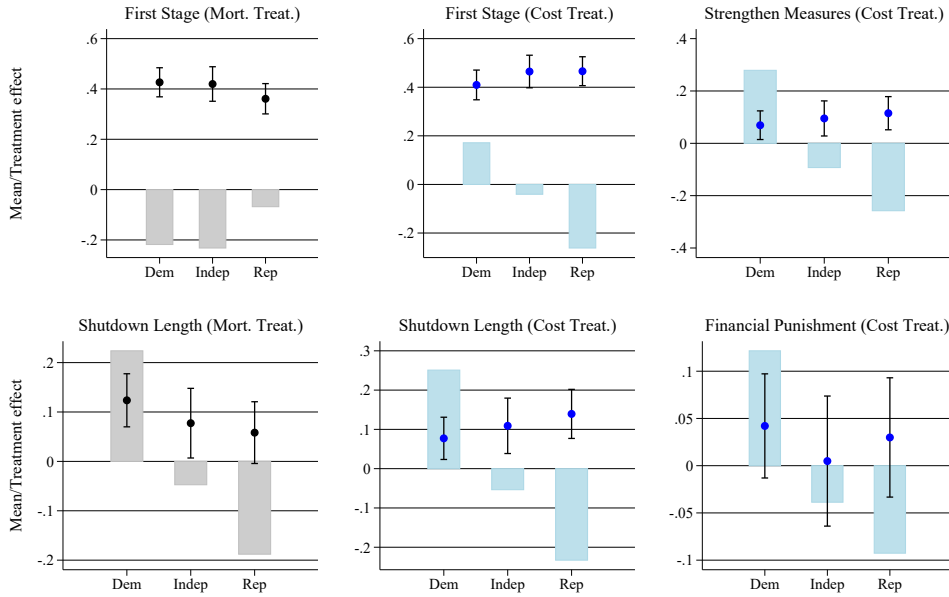 First Stage (Mort. Treat.)
Mean/Treatment effect
.6
.4
.2
0
-.2
Dem Indep Rep
First Stage (Cost Treat.)
.6
.4
.2
0
-.2
Dem Indep Rep
Strengthen Measures (Cost Treat.)
.4
.2
0
-.2
-.4
Dem Indep Rep
Shutdown Length (Mort. Treat.)
Mean/Treatment effect
.2
.1
0
-.1
-.2
Dem Indep Rep
Shutdown Length (Cost Treat.)
.3
.2
.1
0
-.1
-.2
Dem Indep Rep
Financial Punishment (Cost Treat.)
.1
.05
0
-.05
-.1
Dem Indep Rep